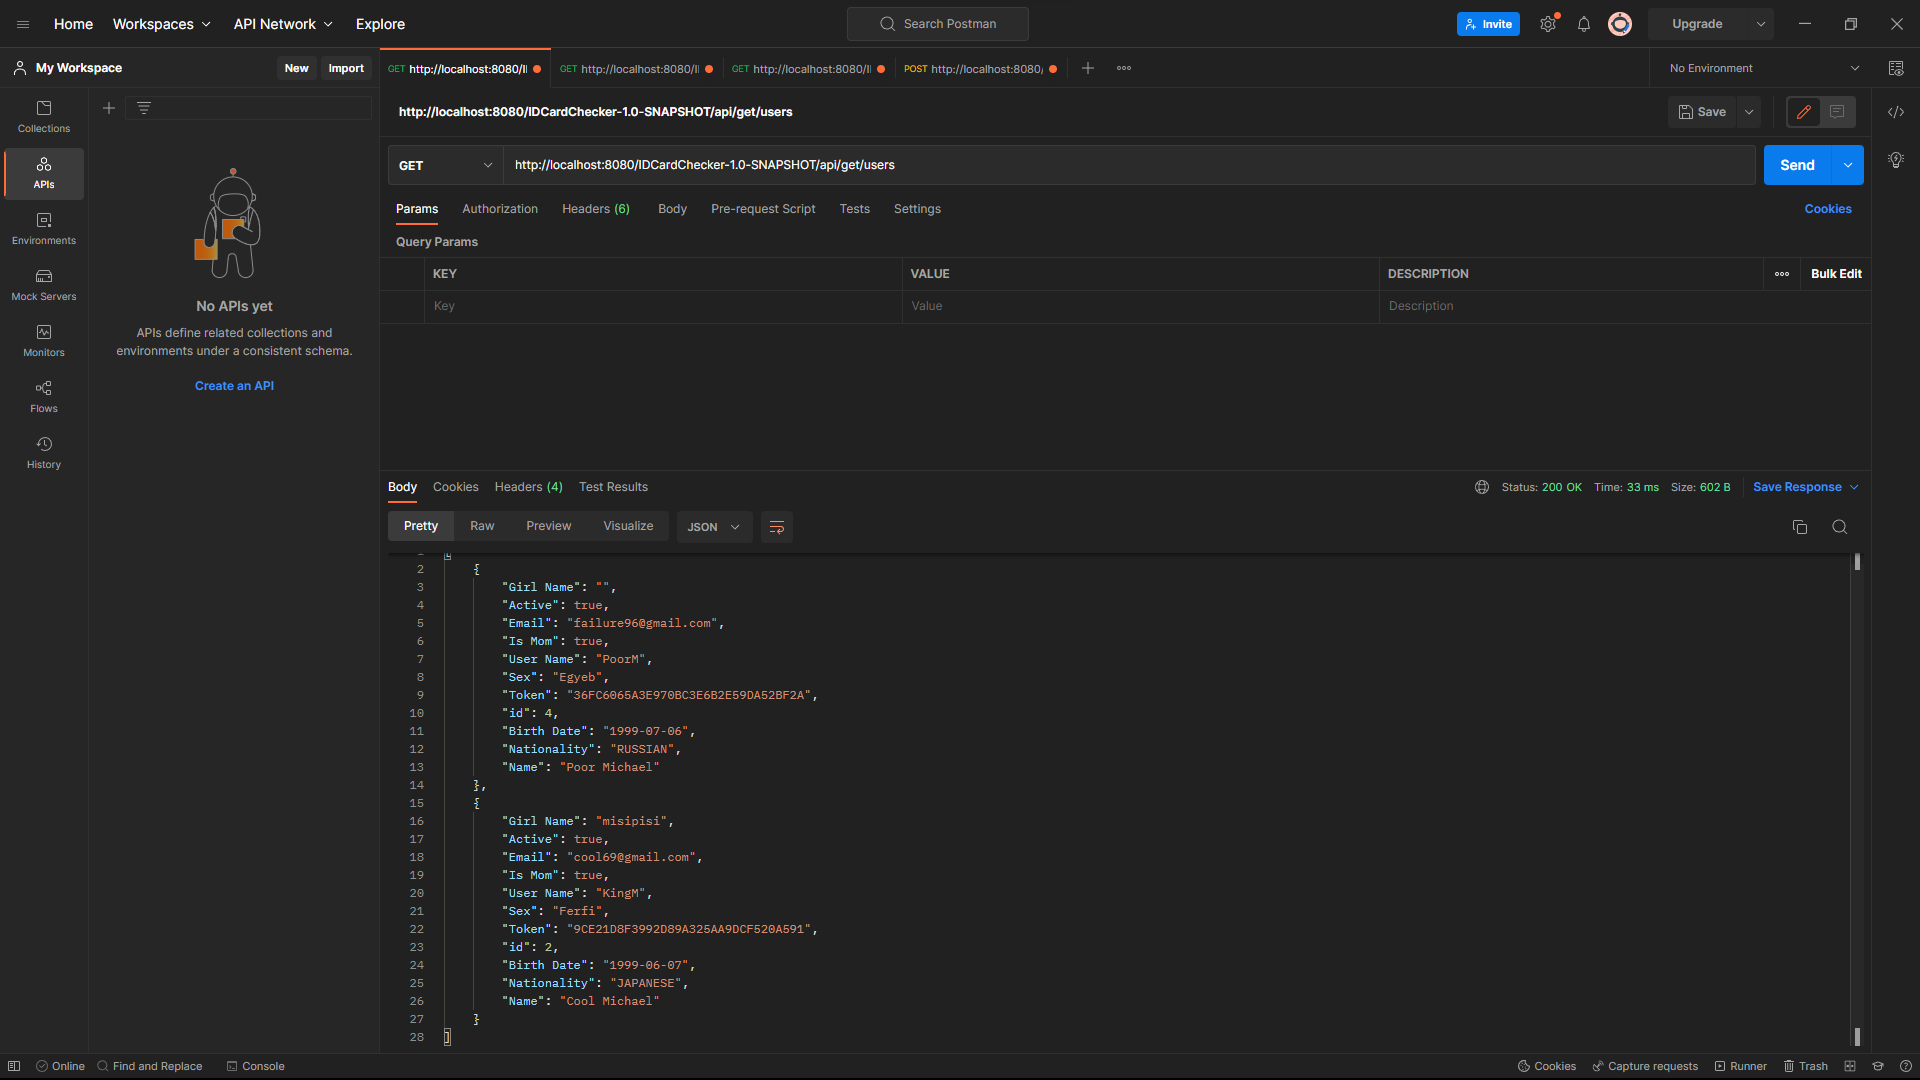 Home Workspaces API Network Explore Search Postman Invite Upgrade
My Workspace New Import GET http://localhost:8080/I GET http://localhost:8080/I GET http://localhost:8080/I POST http://localhost:8080/ No Environment
Collections
APIs
Environments
Mock Servers
Monitors
Flows
History
No APIs yet
APIs define related collections and
environments under a consistent schema.
Create an API
http://localhost:8080/IDCardChecker-1.0-SNAPSHOT/api/get/users Save
GET http://localhost:8080/IDCardChecker-1.0-SNAPSHOT/api/get/users Send
Params Authorization Headers (6) Body Pre-request Script Tests Settings Cookies
Query Params
KEY VALUE DESCRIPTION Bulk Edit
Key Value Description
Body Cookies Headers (4) Test Results Status: 200 OK Time: 33 ms Size: 602 B Save Response
Pretty Raw Preview Visualize JSON
2 {
3 "Girl Name": "",
4 "Active": true,
5 "Email": "failure96@gmail.com",
6 "Is Mom": true,
7 "User Name": "PoorM",
8 "Sex": "Egyeb",
9 "Token": "36FC6065A3E970BC3E6B2E59DA52BF2A",
10 "id": 4,
11 "Birth Date": "1999-07-06",
12 "Nationality": "RUSSIAN",
13 "Name": "Poor Michael"
14 },
15 {
16 "Girl Name": "misipisi",
17 "Active": true,
18 "Email": "cool69@gmail.com",
19 "Is Mom": true,
20 "User Name": "KingM",
21 "Sex": "Ferfi",
22 "Token": "9CE21D8F3992D89A325AA9DCF520A591",
23 "id": 2,
24 "Birth Date": "1999-06-07",
25 "Nationality": "JAPANESE",
26 "Name": "Cool Michael"
27 }
28 ]
Online Find and Replace Console Cookies Capture requests Runner Trash